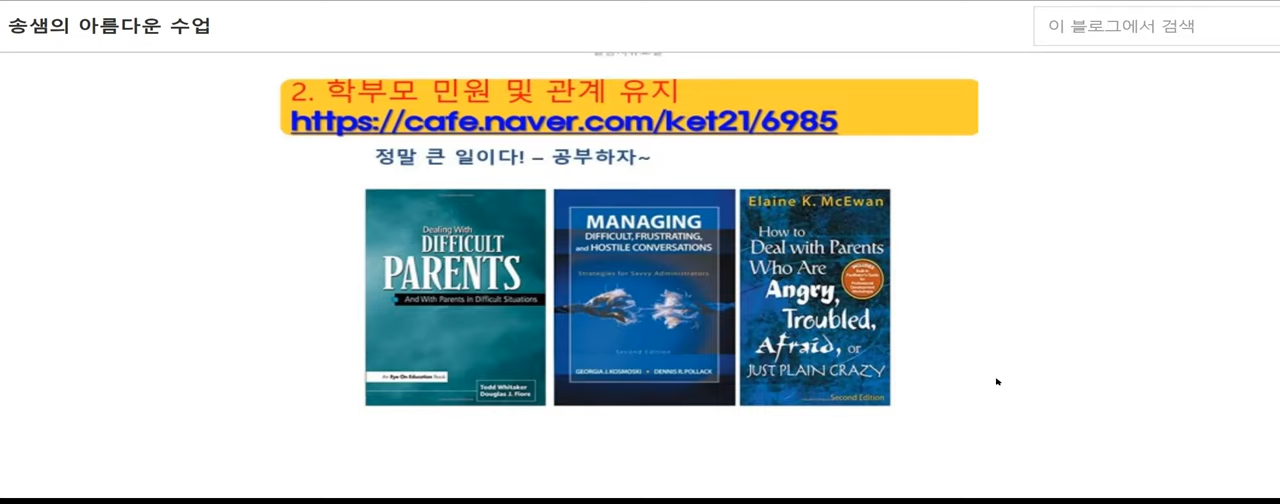 송샘의 아름다운 수업
이 블로그에서 검색
2. 학부모 민원 및 관계 유지
https://cafe.naver.com/ket21/6985
정말 큰 일이다! – 공부하자~
Dealing With
DIFFICULT
PARENTS
And With Parents in Difficult Situations
An Eye On Education Book
Todd Whitaker
Douglas J. Fiore
MANAGING
DIFFICULT, FRUSTRATING,
and HOSTILE CONVERSATIONS
Strategies for Savvy Administrators
Second Edition
GEORGIA J. KOSMOSKI • DENNIS R. POLLACK
Elaine K. McEwan
How to
Deal with Parents
Who Are
Angry,
Troubled,
Afraid, or
JUST PLAIN CRAZY
Second Edition